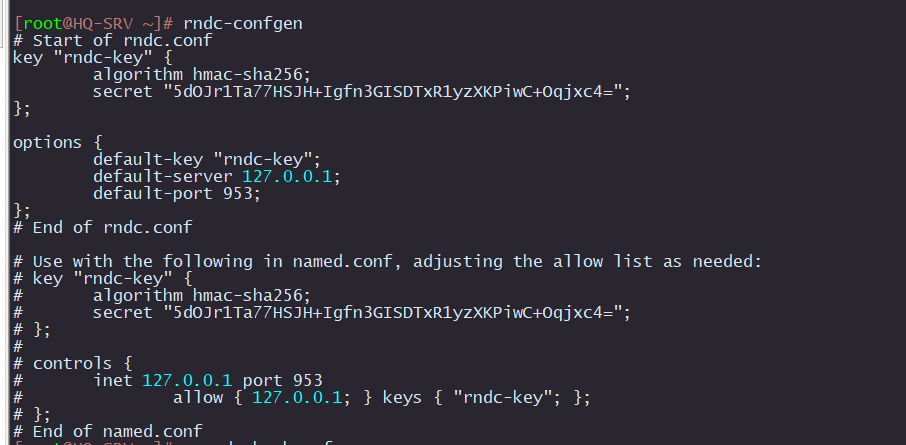 [root@HQ-SRV ~]# rndc-confgen
# Start of rndc.conf
key "rndc-key" {
        algorithm hmac-sha256;
        secret "5dOJr1Ta77HSJH+Igfn3GISDTxR1yzXKPiwC+Oqjxc4=";
};

options {
        default-key "rndc-key";
        default-server 127.0.0.1;
        default-port 953;
};
# End of rndc.conf

# Use with the following in named.conf, adjusting the allow list as needed:
# key "rndc-key" {
#       algorithm hmac-sha256;
#       secret "5dOJr1Ta77HSJH+Igfn3GISDTxR1yzXKPiwC+Oqjxc4=";
# };
#
# controls {
#       inet 127.0.0.1 port 953
#               allow { 127.0.0.1; } keys { "rndc-key"; };
# };
# End of named.conf